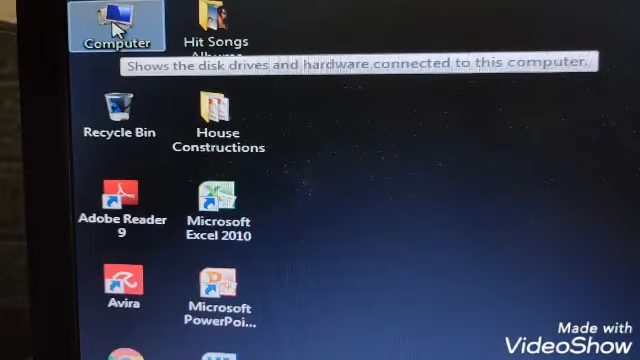 Computer
Hit Songs
Albums
Shows the disk drives and hardware connected to this computer.
Recycle Bin
House
Constructions
Adobe Reader
9
Microsoft
Excel 2010
Avira
Microsoft
PowerPoi...
Made with
VideoShow